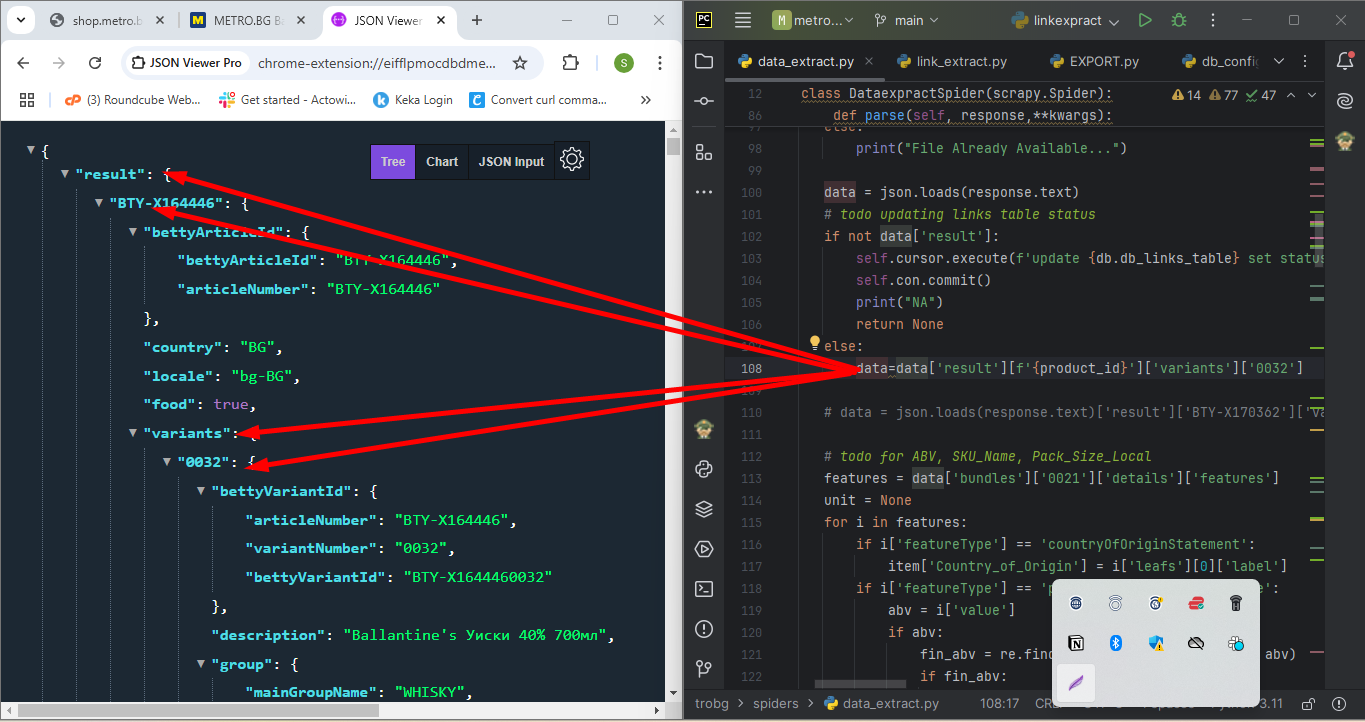 shop.metro.b
METRO.BG Ba
JSON Viewer
JSON Viewer Pro
chrome-extension://eifflpmocdbdme...
S
(3) Roundcube Web...
Get started - Actowi...
Keka Login
Convert curl comma...
Tree
Chart
JSON Input
{
"result": {
"BTY-X164446": {
"bettyArticleId": {
"bettyArticleId": "BTY-X164446",
"articleNumber": "BTY-X164446"
},
"country": "BG",
"locale": "bg-BG",
"food": true,
"variants": {
"0032": {
"bettyVariantId": {
"articleNumber": "BTY-X164446",
"variantNumber": "0032",
"bettyVariantId": "BTY-X1644460032"
},
"description": "Ballantine's Уиски 40% 700мл",
"group": {
"mainGroupName": "WHISKY",
PC
M
metro...
main
linkexpract
data_extract.py
link_extract.py
EXPORT.py
db_config
14
77
47
12 class DataexpractSpider(scrapy.Spider):
86 def parse(self, response,**kwargs):
97 else:
98 print("File Already Available...")
99
100 data = json.loads(response.text)
101 # todo updating links table status
102 if not data['result']:
103 self.cursor.execute(f'update {db.db_links_table} set status
104 self.con.commit()
105 print("NA")
106 return None
107 else:
108 data=data['result'][f'{product_id}']['variants']['0032']
109
110 # data = json.loads(response.text)['result']['BTY-X170362']['va
111
112 # todo for ABV, SKU_Name, Pack_Size_Local
113 features = data['bundles']['0021']['details']['features']
114 unit = None
115 for i in features:
116 if i['featureType'] == 'countryOfOriginStatement':
117 item['Country_of_Origin'] = i['leafs'][0]['label']
118 if i['featureType'] == 'p
119 abv = i['value']
120 if abv:
121 fin_abv = re.find abv)
122 if fin_abv:
trobg
spiders
data_extract.py
108:17
3.11